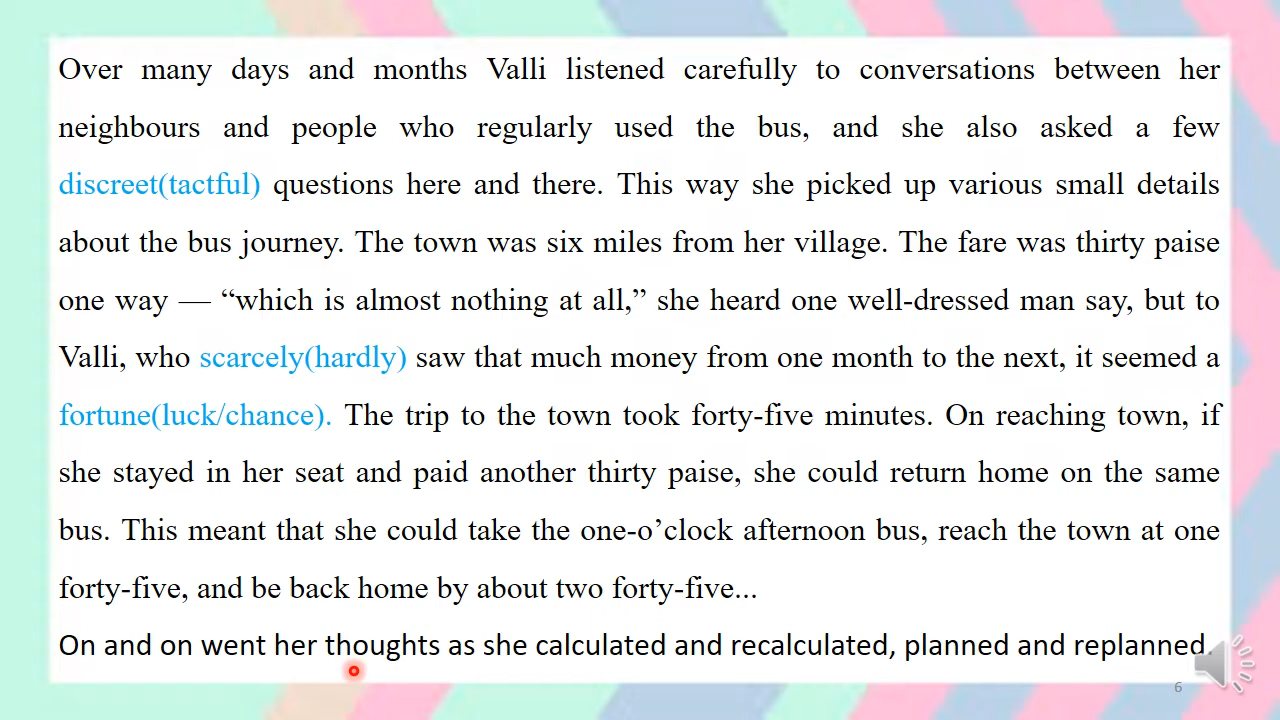 Over many days and months Valli listened carefully to conversations between her
neighbours and people who regularly used the bus, and she also asked a few
discreet(tactful) questions here and there. This way she picked up various small details
about the bus journey. The town was six miles from her village. The fare was thirty paise
one way — “which is almost nothing at all,” she heard one well-dressed man say, but to
Valli, who scarcely(hardly) saw that much money from one month to the next, it seemed a
fortune(luck/chance). The trip to the town took forty-five minutes. On reaching town, if
she stayed in her seat and paid another thirty paise, she could return home on the same
bus. This meant that she could take the one-o’clock afternoon bus, reach the town at one
forty-five, and be back home by about two forty-five...
On and on went her thoughts as she calculated and recalculated, planned and replanned.
6